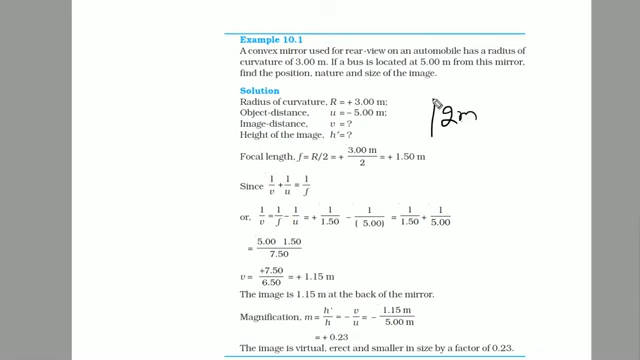 Example 10.1
A convex mirror used for rear-view on an automobile has a radius of
curvature of 3.00 m. If a bus is located at 5.00 m from this mirror,
find the position, nature and size of the image.
Solution
Radius of curvature, R = + 3.00 m;
Object-distance, u = – 5.00 m;
Image-distance, v = ?
Height of the image, h′= ?
Focal length, f = R/2 = + 3.00 m / 2 = + 1.50 m
Since 1/v + 1/u = 1/f
or, 1/v = 1/f – 1/u = + 1/1.50 – 1/( 5.00) = 1/1.50 + 1/5.00
= 5.00 1.50 / 7.50
v = +7.50 / 6.50 = + 1.15 m
The image is 1.15 m at the back of the mirror.
Magnification, m = h'/h = – v/u = – 1.15 m / 5.00 m
= + 0.23
The image is virtual, erect and smaller in size by a factor of 0.23.
2m